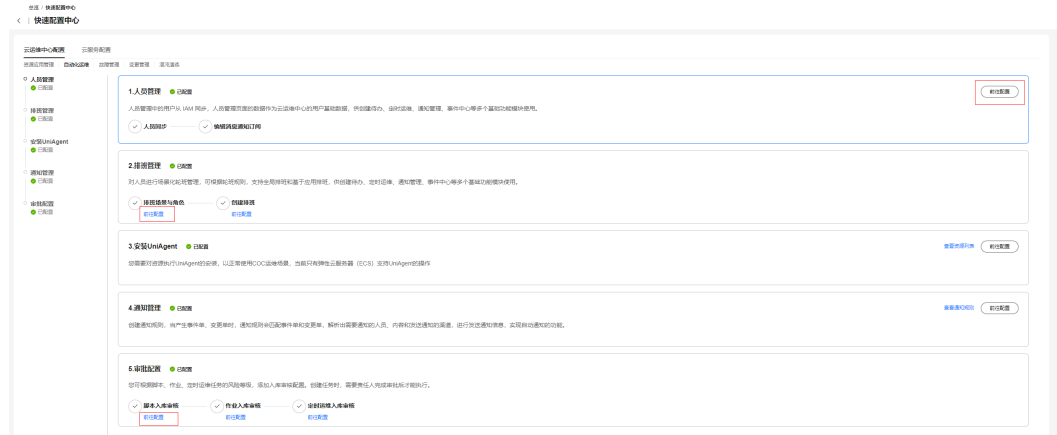 总览 / 快速配置中心
快速配置中心
云运维中心配置 云服务配置
资源应用管理 自动化运维 故障管理 变更管理 混沌演练
人员管理
已配置
排班管理
已配置
安装UniAgent
已配置
通知管理
已配置
审批配置
已配置
1.人员管理 已配置
前往配置
人员管理中的用户从 IAM 同步，人员管理页面的数据作为云运维中心的用户基础数据，供创建待办、定时运维、通知管理、事件中心等多个基础功能模块使用。
人员同步 编辑消息通知订阅
2.排班管理 已配置
对人员进行场景化轮班管理，可根据轮班规则，支持全局排班和基于应用排班，供创建待办、定时运维、通知管理、事件中心等多个基础功能模块使用。
排班场景与角色 创建排班
前往配置 前往配置
3.安装UniAgent 已配置
查看资源列表 前往配置
您需要对资源执行UniAgent的安装，以正常使用COC运维场景，当前只有弹性云服务器（ECS）支持UniAgent的操作
4.通知管理 已配置
查看通知规则 前往配置
创建通知规则，当产生事件单、变更单时，通知规则会匹配事件单和变更单，解析出需要通知的人员、内容和发送通知的渠道，进行发送通知信息，实现自动通知的功能。
5.审批配置 已配置
您可根据脚本、作业、定时运维任务的风险等级，添加入库审核配置。创建任务时，需要责任人完成审批后才能执行。
脚本入库审核 作业入库审核 定时运维入库审核
前往配置 前往配置 前往配置